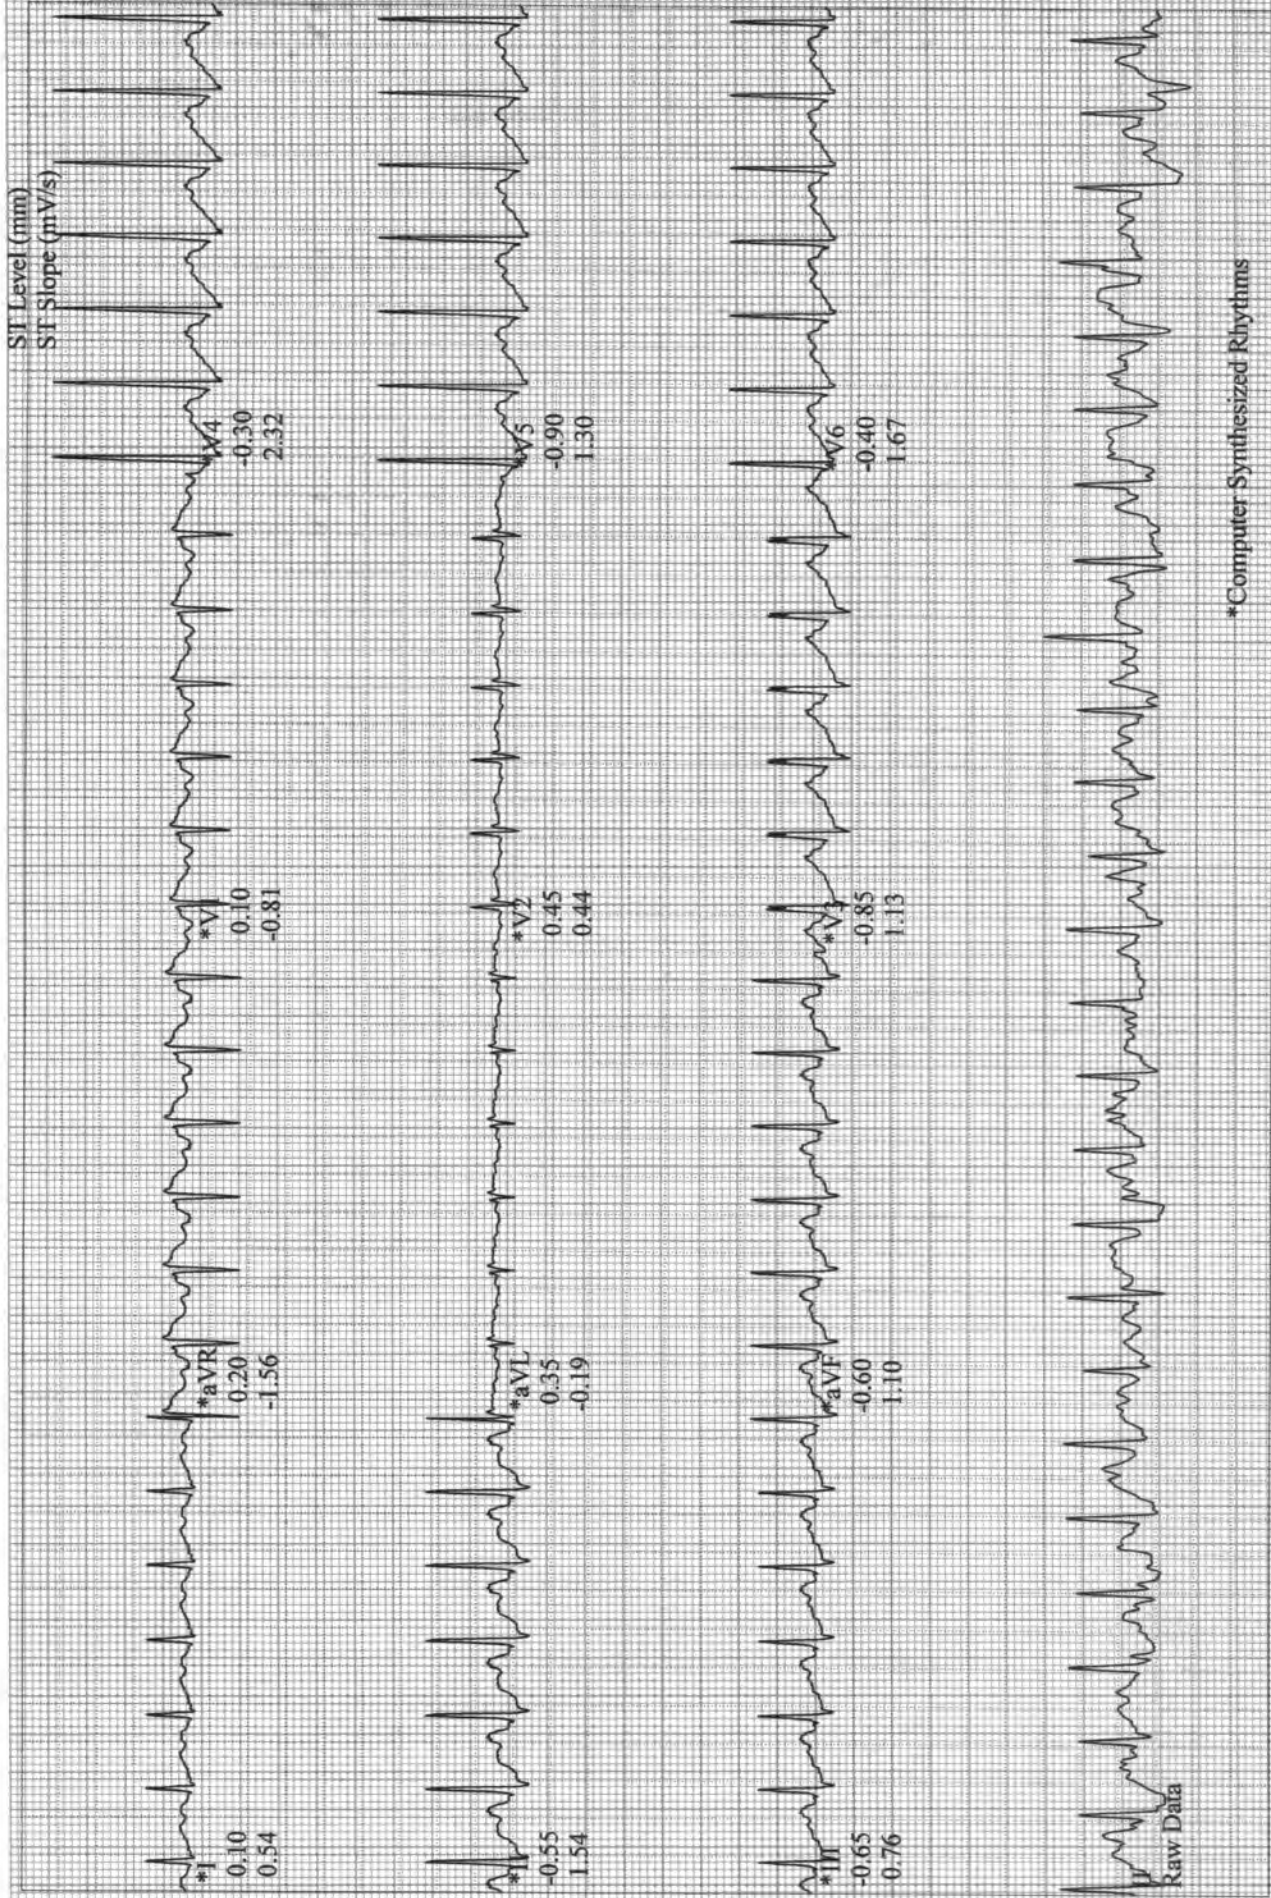 ST Level (mm)
ST Slope (mV/s)
*I
0.10
0.54
*aVR
0.20
-1.56
*V1
0.10
-0.81
*V4
-0.30
2.32
*II
-0.55
1.54
*aVL
0.35
-0.19
*V2
0.45
0.44
*V5
-0.90
1.30
*III
-0.65
0.76
*aVF
-0.60
1.10
*V3
-0.85
1.13
*V6
-0.40
1.67
II
Raw Data
*Computer Synthesized Rhythms